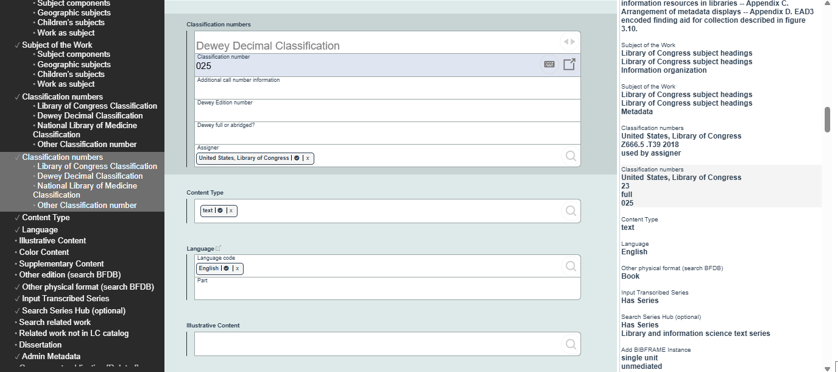 · Subject components
· Geographic subjects
· Children's subjects
· Work as subject
✓ Subject of the Work
· Subject components
· Geographic subjects
· Children's subjects
· Work as subject
✓ Classification numbers
· Library of Congress Classification
· Dewey Decimal Classification
· National Library of Medicine
Classification
· Other Classification number
✓ Classification numbers
· Library of Congress Classification
· Dewey Decimal Classification
· National Library of Medicine
Classification
· Other Classification number
✓ Content Type
✓ Language
· Illustrative Content
· Color Content
· Supplementary Content
· Other edition (search BFDB)
✓ Other physical format (search BFDB)
✓ Input Transcribed Series
✓ Search Series Hub (optional)
· Search related work
· Related work not in LC catalog
· Dissertation
✓ Admin Metadata
Classification numbers
Dewey Decimal Classification
Classification number
025
Additional call number information
Dewey Edition number
Dewey full or abridged?
Assigner
United States, Library of Congress | ✓ | x
Content Type
text | ✓ | x
Language
Language code
English | ✓ | x
Part
Illustrative Content
information resources in libraries -- Appendix C.
Arrangement of metadata displays -- Appendix D. EAD3
encoded finding aid for collection described in figure
3.10.
Subject of the Work
Library of Congress subject headings
Library of Congress subject headings
Information organization
Subject of the Work
Library of Congress subject headings
Library of Congress subject headings
Metadata
Classification numbers
United States, Library of Congress
Z666.5 .T39 2018
used by assigner
Classification numbers
United States, Library of Congress
23
full
025
Content Type
text
Language
English
Other physical format (search BFDB)
Book
Input Transcribed Series
Has Series
Search Series Hub (optional)
Has Series
Library and information science text series
Add BIBFRAME Instance
single unit
unmediated